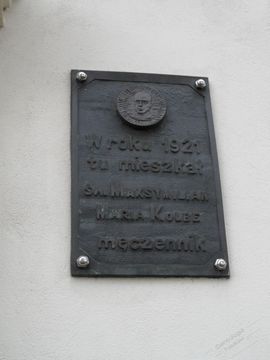 W roku 1921
tu mieszkał
ŚW. MAKSYMILIAN
MARIA KOLBE
męczennik